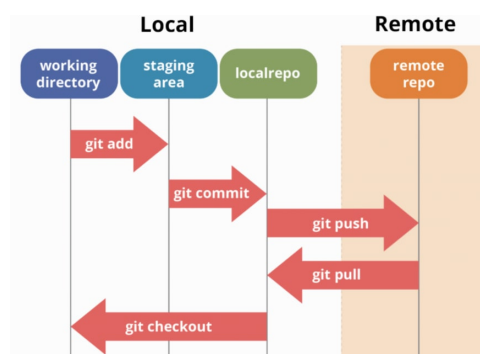 Local
Remote
working
directory
staging
area
localrepo
remote
repo
git add
git commit
git push
git pull
git checkout